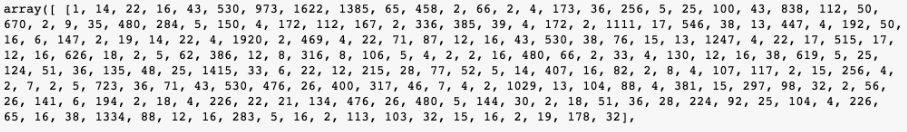 array([ [1, 14, 22, 16, 43, 530, 973, 1622, 1385, 65, 458, 2, 66, 2, 4, 173, 36, 256, 5, 25, 100, 43, 838, 112, 50,
670, 2, 9, 35, 480, 284, 5, 150, 4, 172, 112, 167, 2, 336, 385, 39, 4, 172, 2, 1111, 17, 546, 38, 13, 447, 4, 192, 50,
16, 6, 147, 2, 19, 14, 22, 4, 1920, 2, 469, 4, 22, 71, 87, 12, 16, 43, 530, 38, 76, 15, 13, 1247, 4, 22, 17, 515, 17,
12, 16, 626, 18, 2, 5, 62, 386, 12, 8, 316, 8, 106, 5, 4, 2, 2, 16, 480, 66, 2, 33, 4, 130, 12, 16, 38, 619, 5, 25,
124, 51, 36, 135, 48, 25, 1415, 33, 6, 22, 12, 215, 28, 77, 52, 5, 14, 407, 16, 82, 2, 8, 4, 107, 117, 2, 15, 256, 4,
2, 7, 2, 5, 723, 36, 71, 43, 530, 476, 26, 400, 317, 46, 7, 4, 2, 1029, 13, 104, 88, 4, 381, 15, 297, 98, 32, 2, 56,
26, 141, 6, 194, 2, 18, 4, 226, 22, 21, 134, 476, 26, 480, 5, 144, 30, 2, 18, 51, 36, 28, 224, 92, 25, 104, 4, 226,
65, 16, 38, 1334, 88, 12, 16, 283, 5, 16, 2, 113, 103, 32, 15, 16, 2, 19, 178, 32],